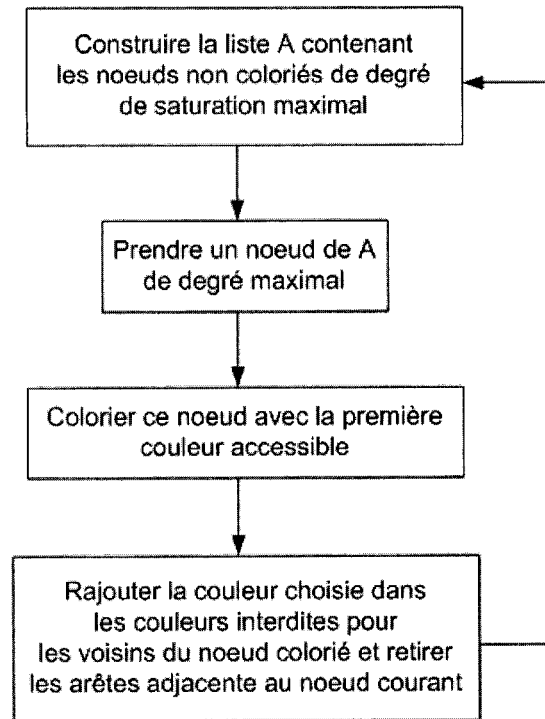 Construire la liste A contenant
les noeuds non coloriés de degré
de saturation maximal
Prendre un noeud de A
de degré maximal
Colorier ce noeud avec la première
couleur accessible
Rajouter la couleur choisie dans
les couleurs interdites pour
les voisins du noeud colorié et retirer
les arêtes adjacente au noeud courant